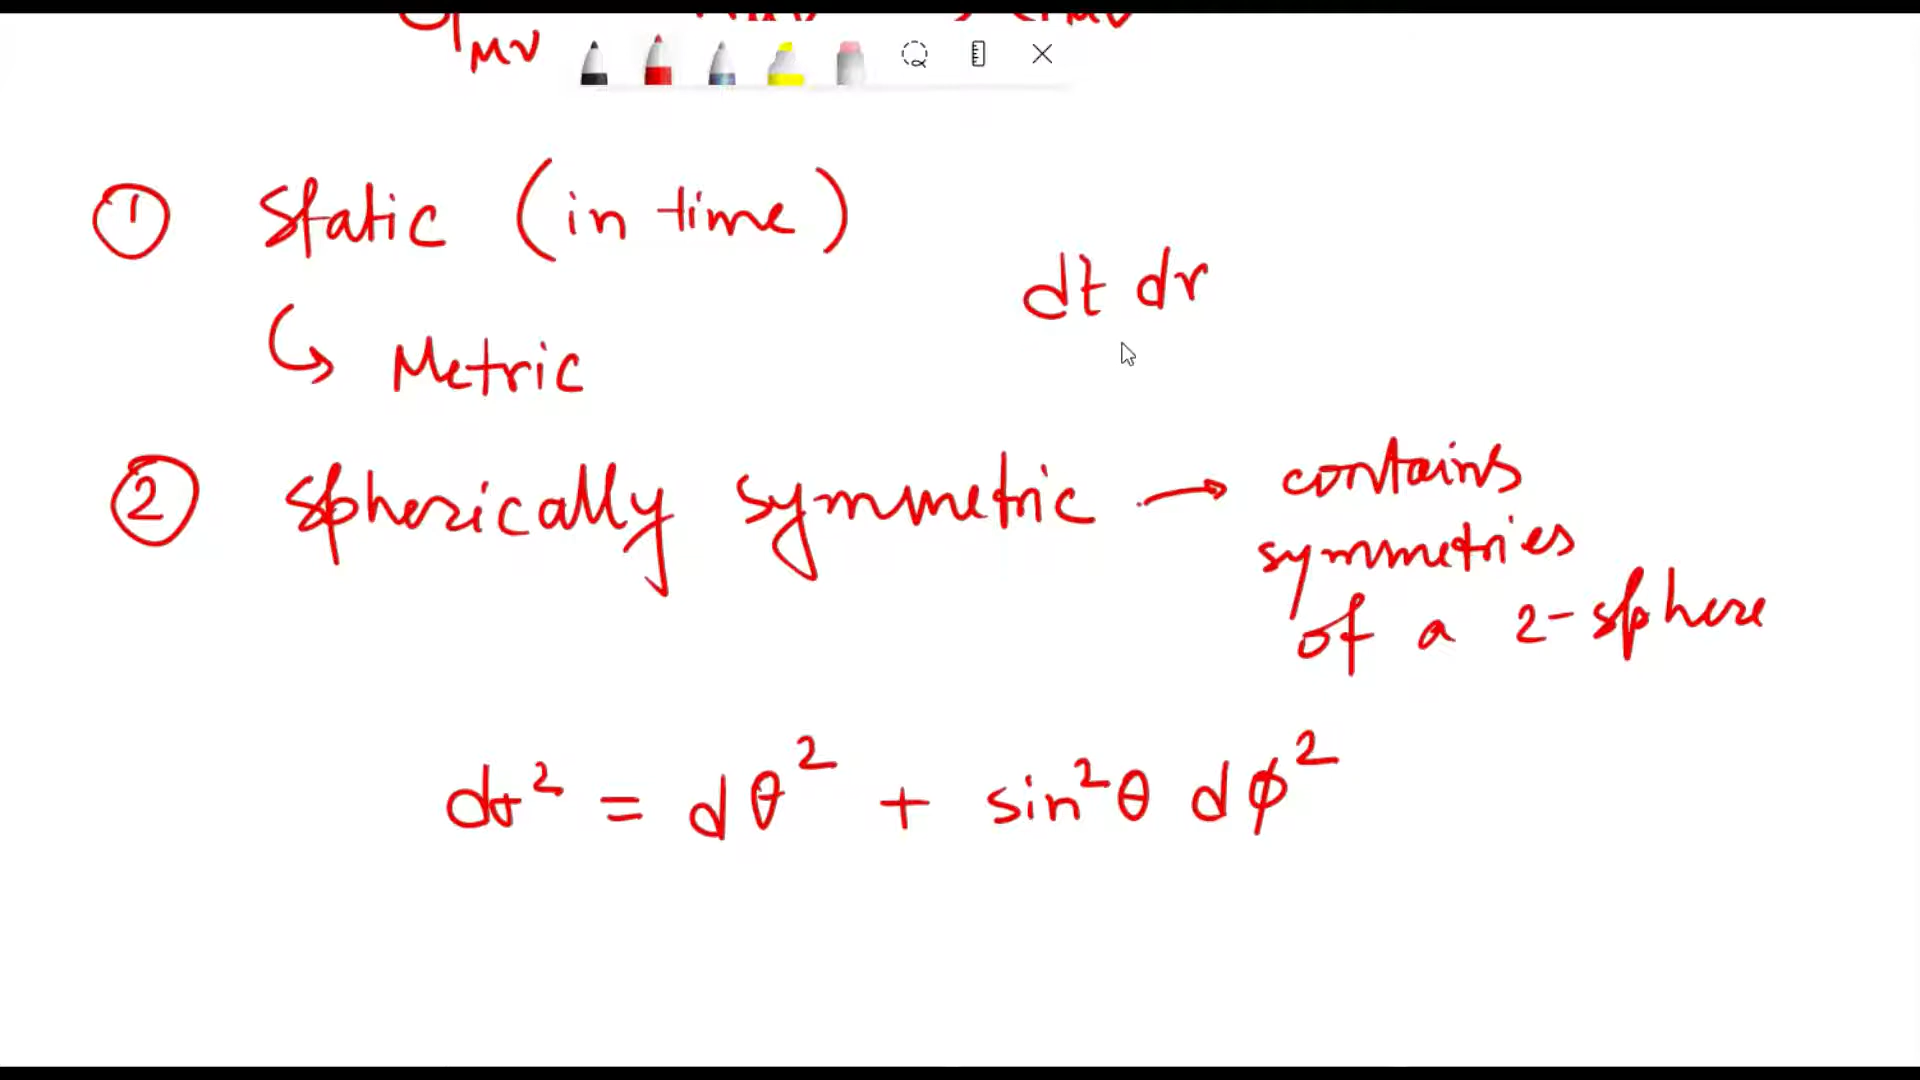 μν
① Static (in time)
dt dr
↳ Metric
② Spherically symmetric → contains
symmetries
of a 2-sphere
dσ² = dθ² + sin²θ dϕ²